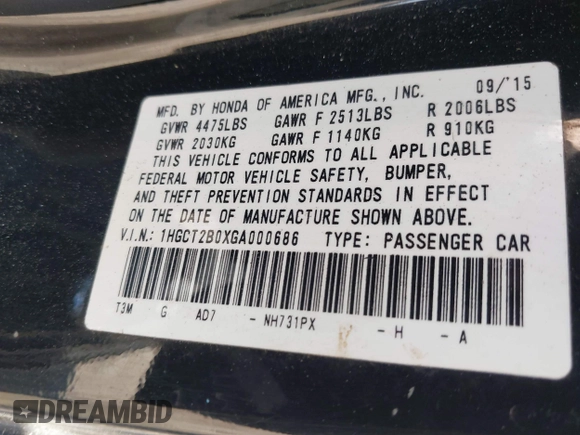 MFD. BY HONDA OF AMERICA MFG., INC. 09/'15
GVWR 4475LBS GAWR F 2513LBS R 2006LBS
GVWR 2030KG GAWR F 1140KG R 910KG
THIS VEHICLE CONFORMS TO ALL APPLICABLE
FEDERAL MOTOR VEHICLE SAFETY, BUMPER,
AND THEFT PREVENTION STANDARDS IN EFFECT
ON THE DATE OF MANUFACTURE SHOWN ABOVE.
V.I.N.: 1HGCT2B0XGA000686 TYPE: PASSENGER CAR
T3M G AD7 - NH731PX - H - A
DREAMBID